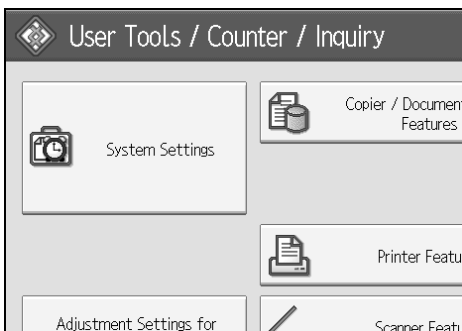 User Tools / Counter / Inquiry
System Settings
Copier / Document
Features
Printer Featu
Adjustment Settings for
Scanner Featu